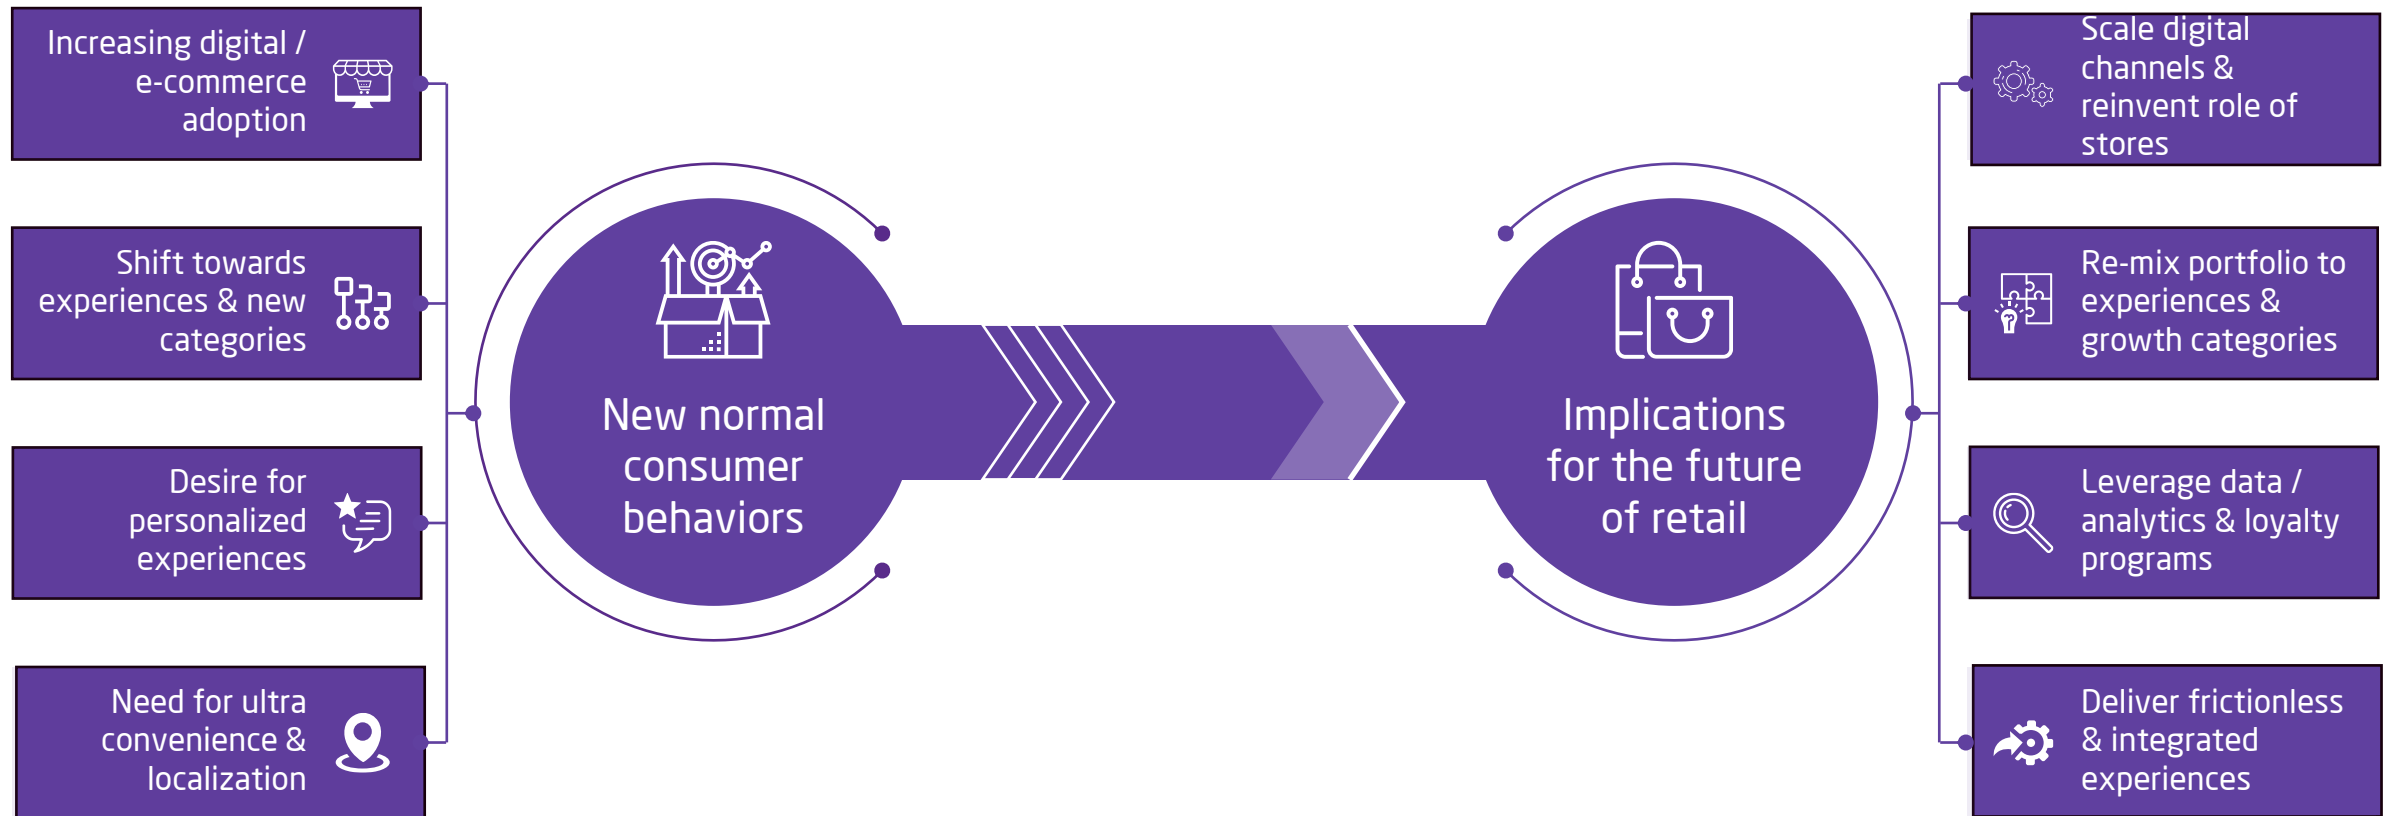 Increasing digital /
e-commerce
adoption
Shift towards
experiences & new
categories
Desire for
personalized
experiences
Need for ultra
convenience &
localization
New normal
consumer
behaviors
Implications
for the future
of retail
Scale digital
channels &
reinvent role of
stores
Re-mix portfolio to
experiences &
growth categories
Leverage data /
analytics & loyalty
programs
Deliver frictionless
& integrated
experiences